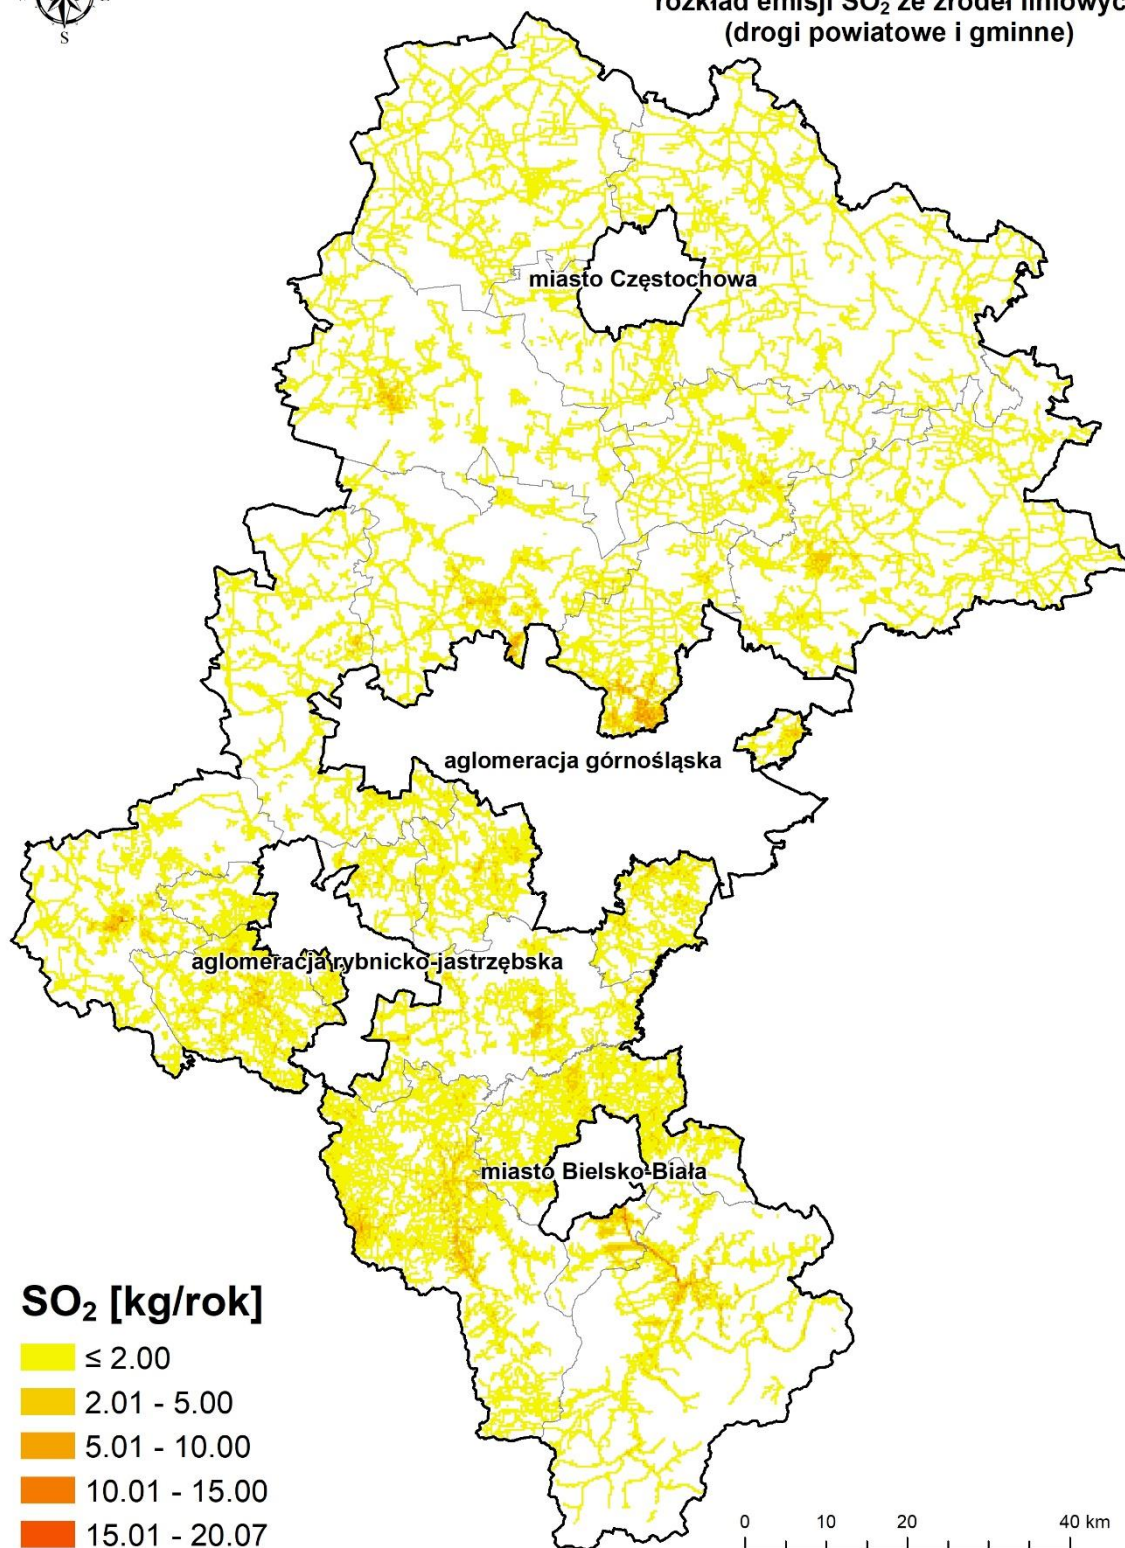 S
rozkład emisji SO₂ ze źródeł liniowych
(drogi powiatowe i gminne)
miasto Częstochowa
aglomeracja górnośląska
aglomeracja rybnicko-jastrzębska
miasto Bielsko-Biała
SO₂ [kg/rok]
≤ 2.00
2.01 - 5.00
5.01 - 10.00
10.01 - 15.00
15.01 - 20.07
0 10 20 40 km